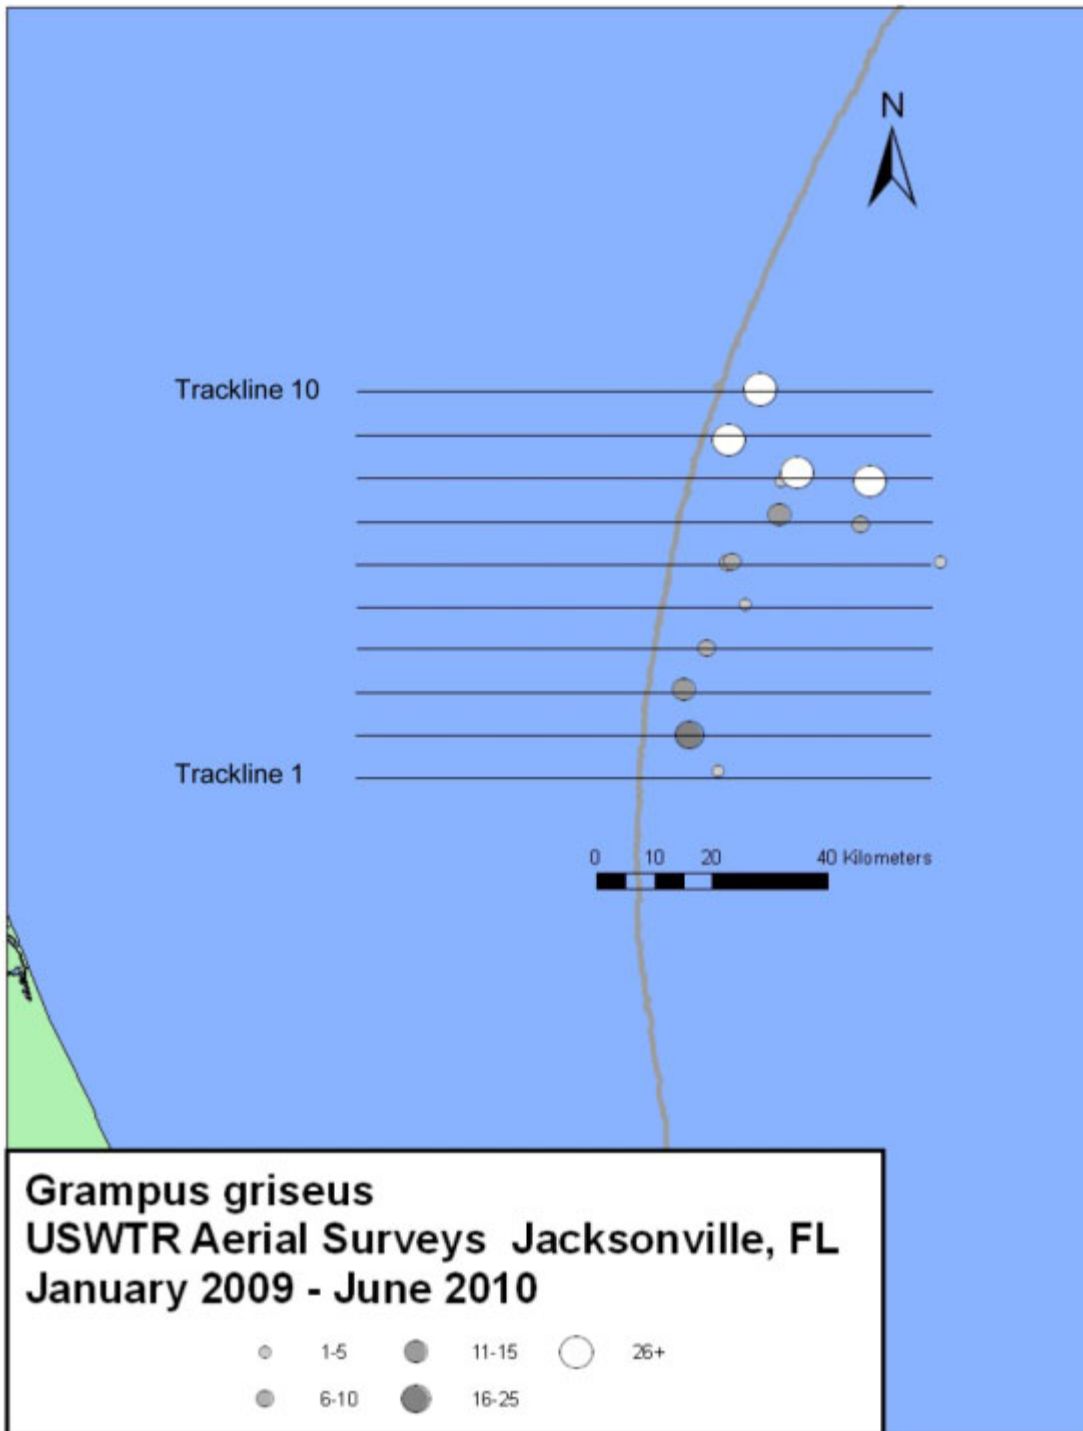 N
Trackline 10
Trackline 1
0 10 20 40 Kilometers
Grampus griseus
USWTR Aerial Surveys Jacksonville, FL
January 2009 - June 2010
1-5 11-15 26+
6-10 16-25